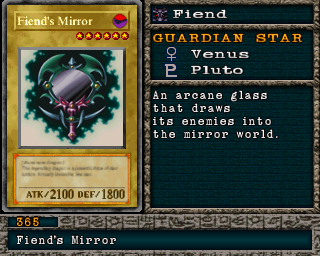 Fiend's Mirror
ATK/2100 DEF/1800
Fiend
GUARDIAN STAR
♀ Venus
♇ Pluto
An arcane glass
that draws
its enemies into
the mirror world.
365
Fiend's Mirror